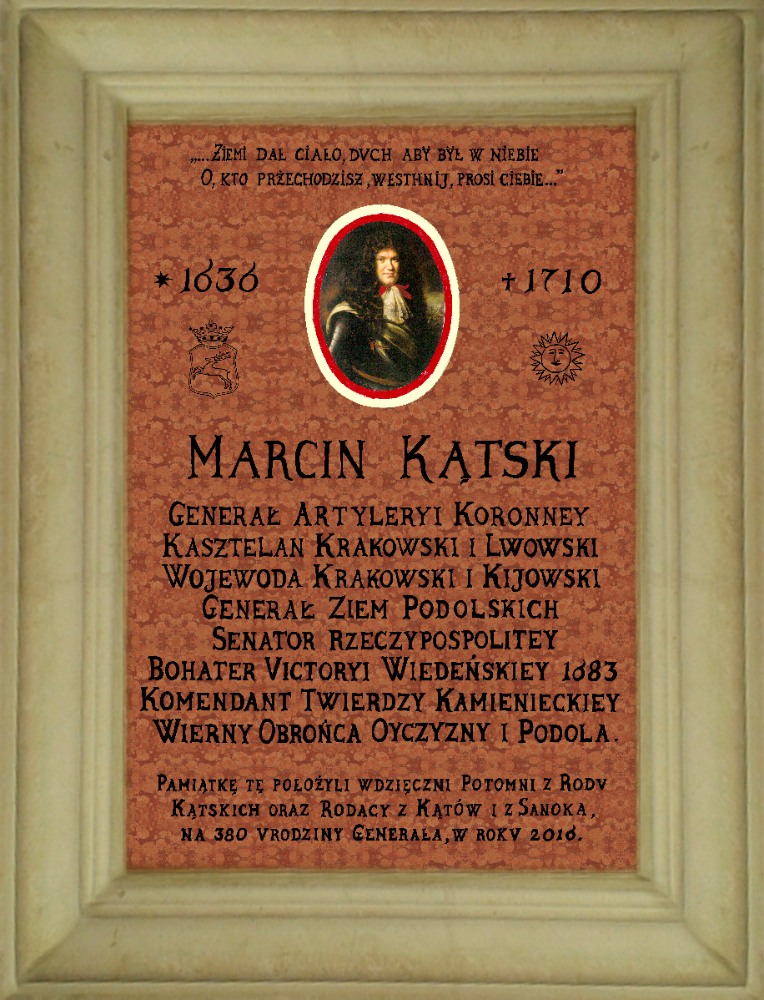 „.....Ziemi dał ciało, dvch aby był w niebie
O, kto przechodzisz, westhnij, prosi ciebie...”
* 1636
† 1710
Marcin Kątski
Generał Artyleryi Koronney
Kasztelan Krakowski i Lwowski
Wojewoda Krakowski i Kijowski
Generał Ziem Podolskich
Senator Rzeczypospolitey
Bohater Victoryi Wiedeńskiey 1683
Komendant Twierdzy Kamienieckiey
Wierny Obrońca Oyczyzny i Podola.
Pamiątkę tę położyli wdzięczni Potomni z Rodv
Kątskich oraz Rodacy z Kątów i z Sanoka,
na 380 vrodziny Generała, w rokv 2016.